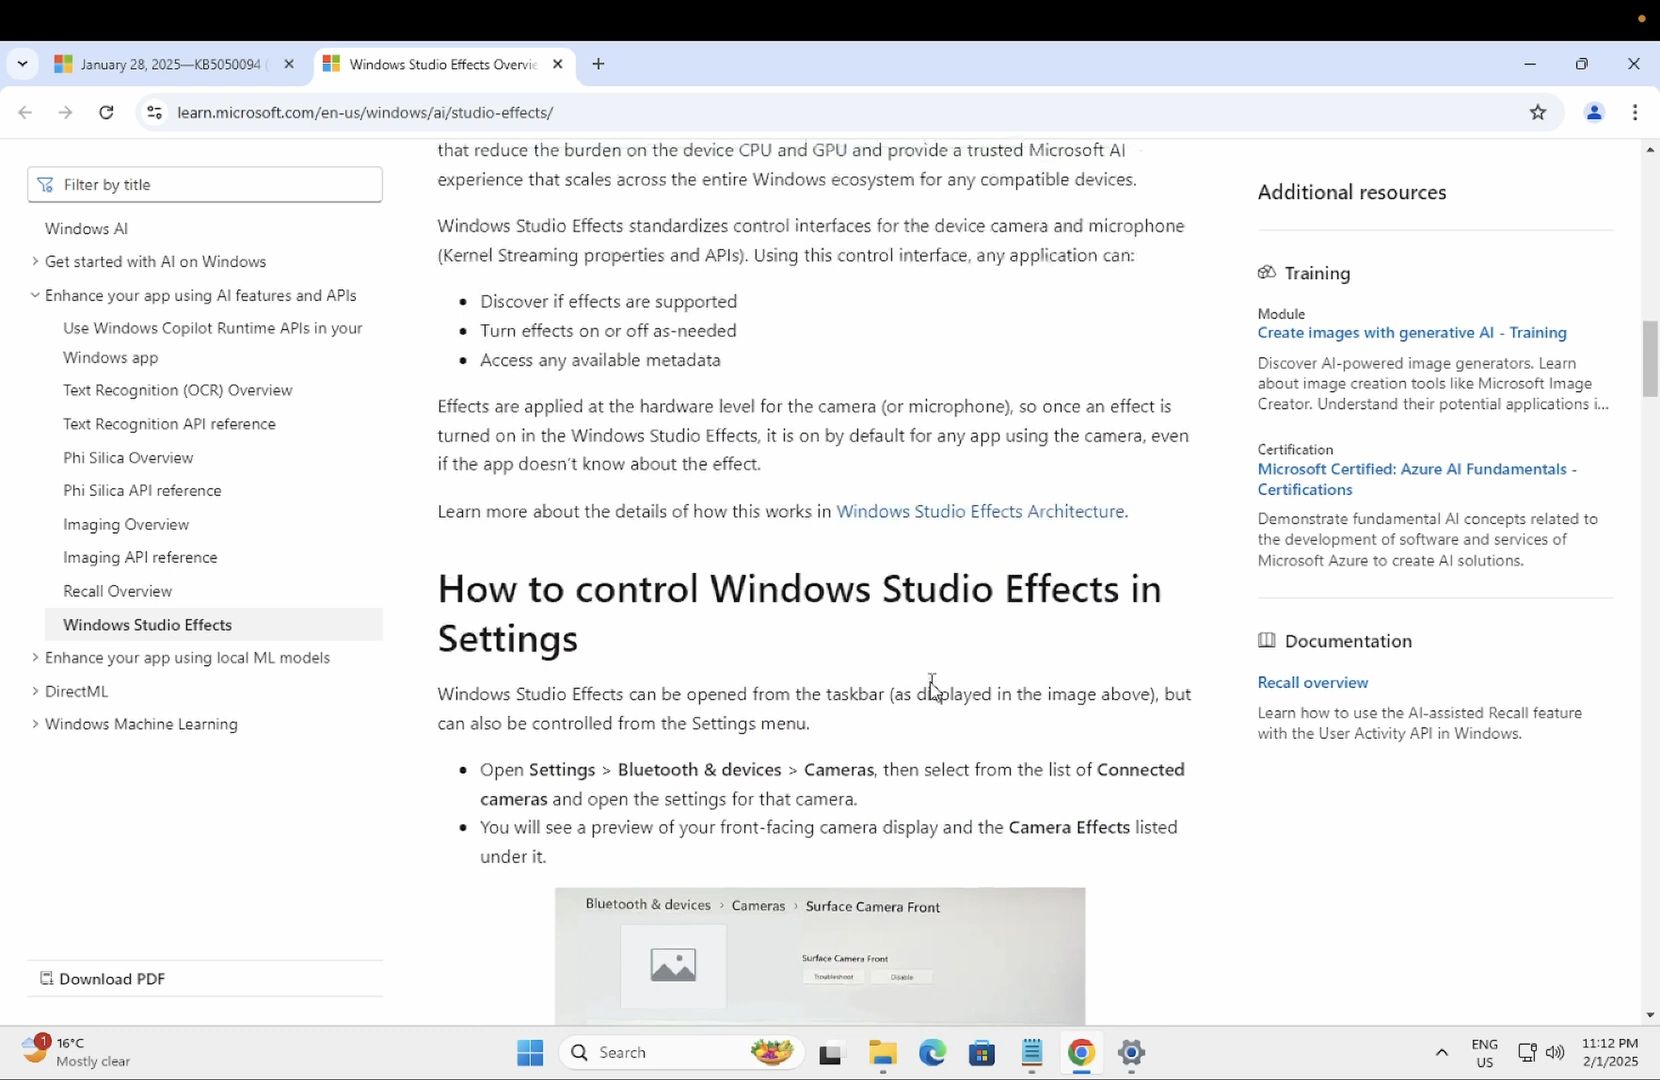 January 28, 2025—KB5050094 (
Windows Studio Effects Overvie
learn.microsoft.com/en-us/windows/ai/studio-effects/
Filter by title
Windows AI
Get started with AI on Windows
Enhance your app using AI features and APIs
Use Windows Copilot Runtime APIs in your
Windows app
Text Recognition (OCR) Overview
Text Recognition API reference
Phi Silica Overview
Phi Silica API reference
Imaging Overview
Imaging API reference
Recall Overview
Windows Studio Effects
Enhance your app using local ML models
DirectML
Windows Machine Learning
Download PDF
that reduce the burden on the device CPU and GPU and provide a trusted Microsoft AI
experience that scales across the entire Windows ecosystem for any compatible devices.
Windows Studio Effects standardizes control interfaces for the device camera and microphone
(Kernel Streaming properties and APIs). Using this control interface, any application can:
• Discover if effects are supported
• Turn effects on or off as-needed
• Access any available metadata
Effects are applied at the hardware level for the camera (or microphone), so once an effect is
turned on in the Windows Studio Effects, it is on by default for any app using the camera, even
if the app doesn't know about the effect.
Learn more about the details of how this works in Windows Studio Effects Architecture.
How to control Windows Studio Effects in
Settings
Windows Studio Effects can be opened from the taskbar (as displayed in the image above), but
can also be controlled from the Settings menu.
• Open Settings > Bluetooth & devices > Cameras, then select from the list of Connected
cameras and open the settings for that camera.
• You will see a preview of your front-facing camera display and the Camera Effects listed
under it.
Bluetooth & devices › Cameras › Surface Camera Front
Surface Camera Front
Troubleshoot Disable
Additional resources
Training
Module
Create images with generative AI - Training
Discover AI-powered image generators. Learn
about image creation tools like Microsoft Image
Creator. Understand their potential applications i...
Certification
Microsoft Certified: Azure AI Fundamentals -
Certifications
Demonstrate fundamental AI concepts related to
the development of software and services of
Microsoft Azure to create AI solutions.
Documentation
Recall overview
Learn how to use the AI-assisted Recall feature
with the User Activity API in Windows.
1
16°C
Mostly clear
Search
ENG
US
11:12 PM
2/1/2025